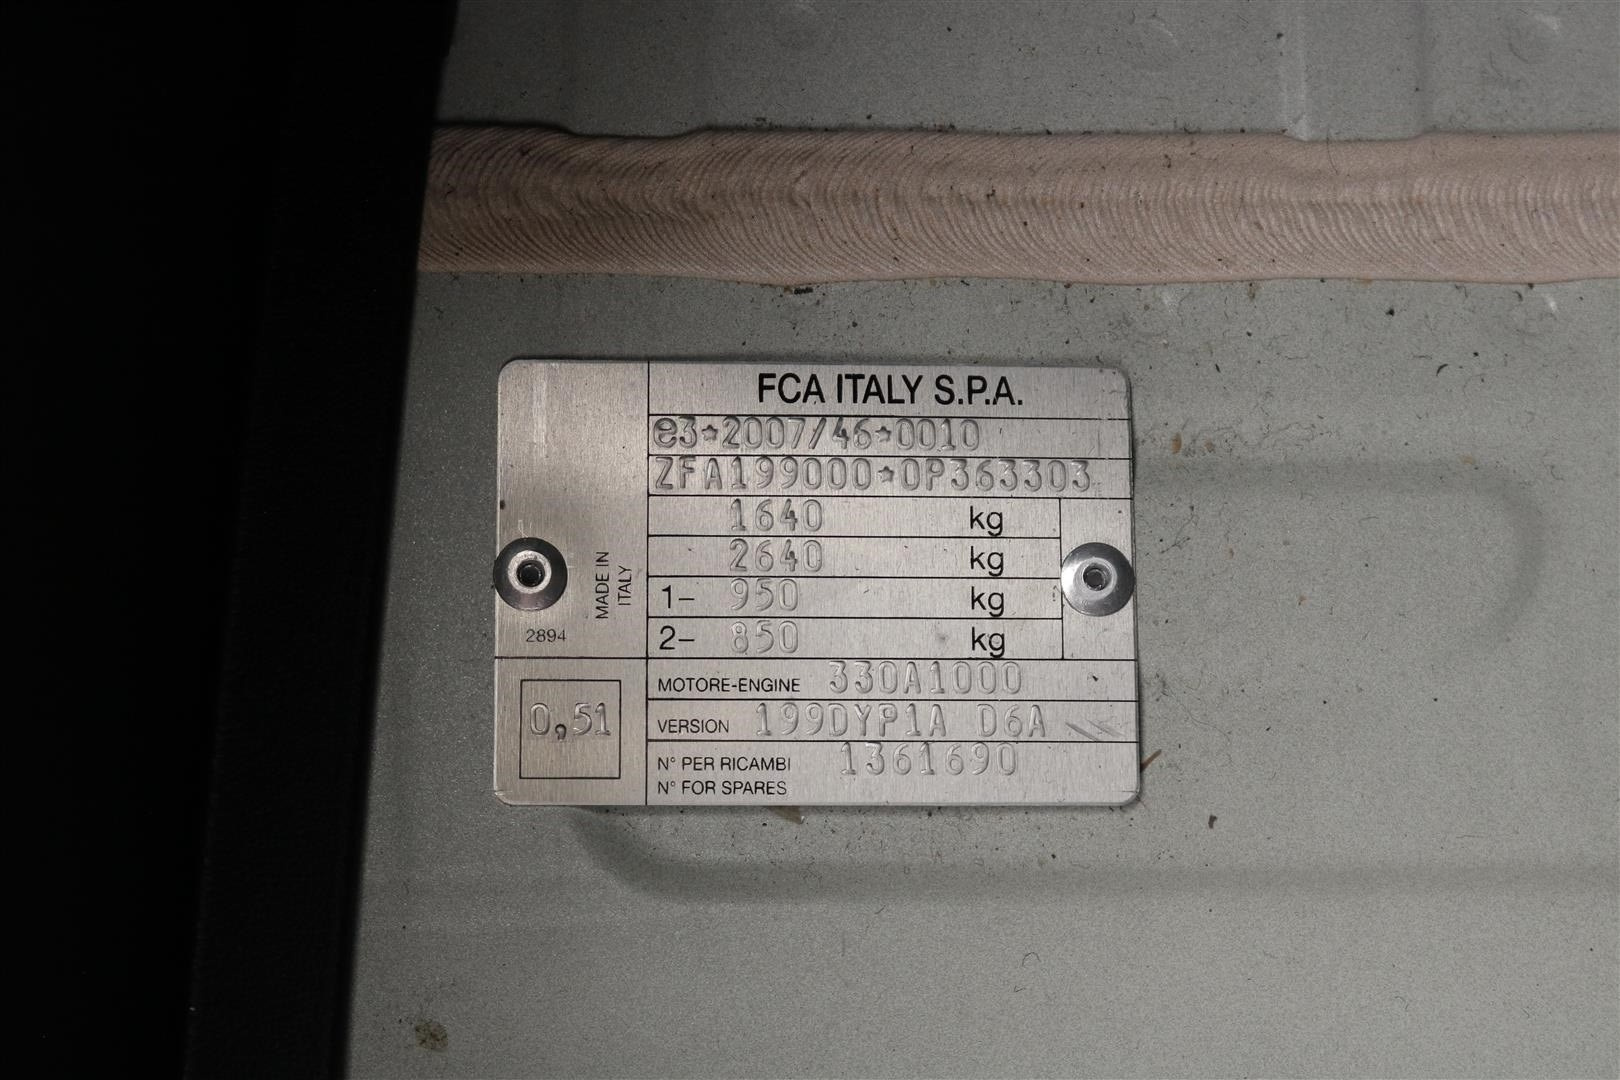 FCA ITALY S.P.A.
e3*2007/46*0010
ZFA199000*0P363303
1640 kg
2640 kg
1– 950 kg
2– 850 kg
MADE IN
ITALY
2894
MOTORE-ENGINE 330A1000
0,51
VERSION 199DYP1A D6A
N° PER RICAMBI 1361690
N° FOR SPARES